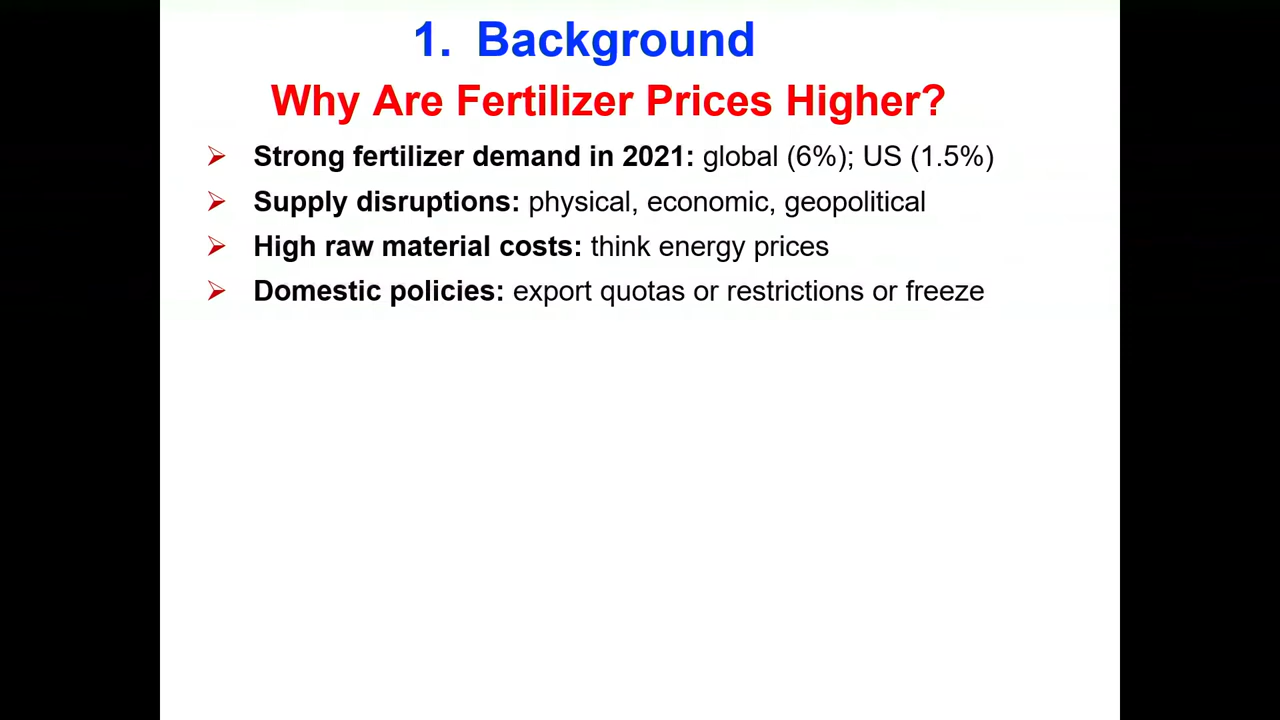 1. Background
Why Are Fertilizer Prices Higher?
➢ Strong fertilizer demand in 2021: global (6%); US (1.5%)
➢ Supply disruptions: physical, economic, geopolitical
➢ High raw material costs: think energy prices
➢ Domestic policies: export quotas or restrictions or freeze